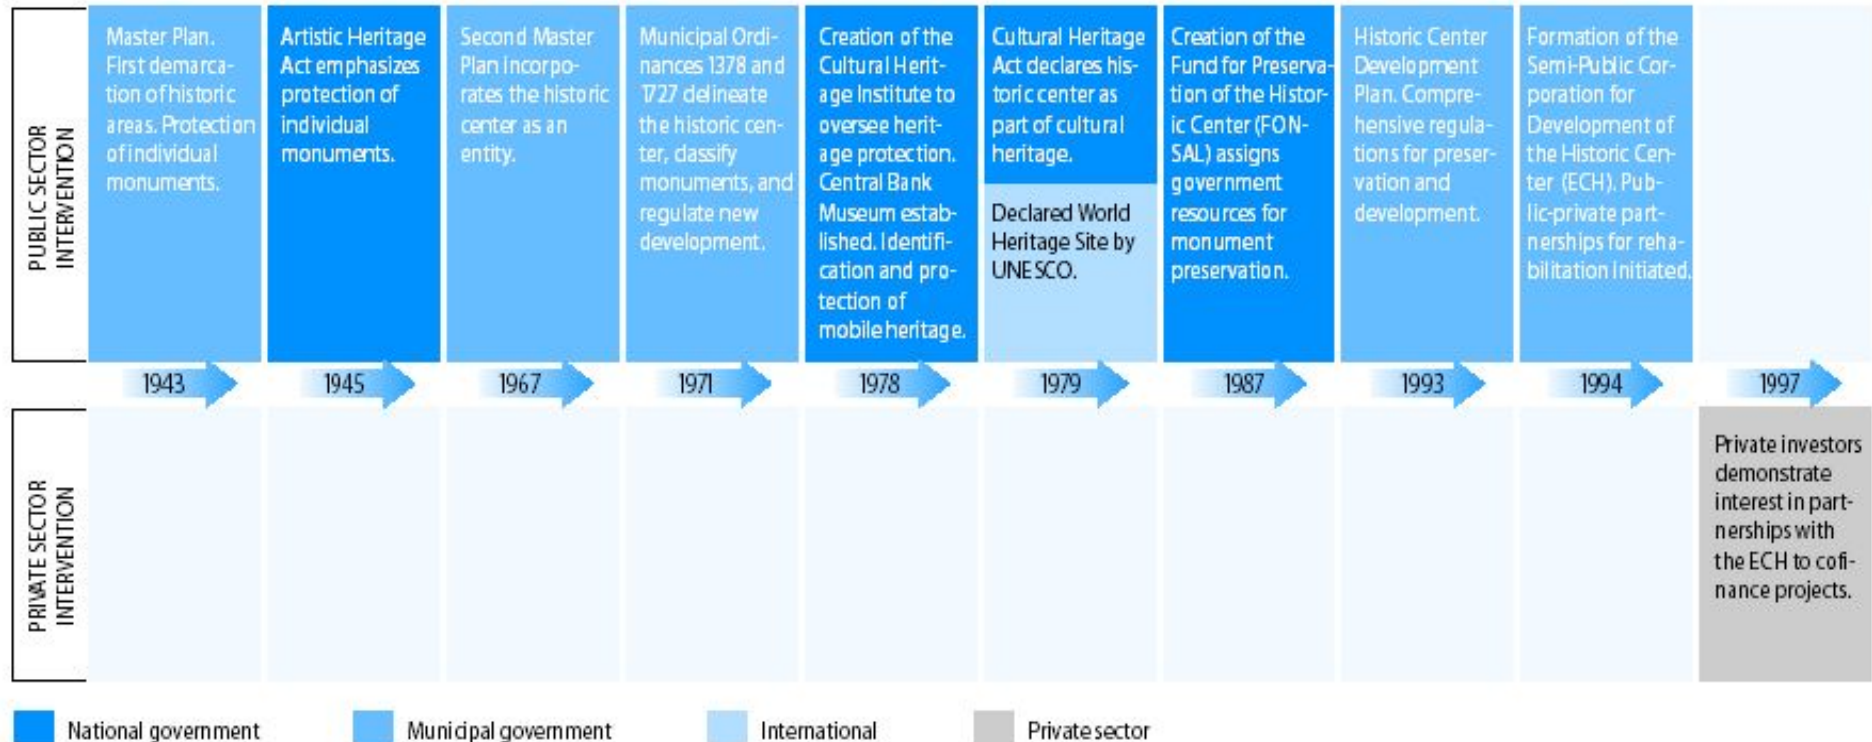 PUBLIC SECTOR
INTERVENTION
Master Plan.
First demarca-
tion of historic
areas. Protection
of individual
monuments.
Artistic Heritage
Act emphasizes
protection of
individual
monuments.
Second Master
Plan incorpo-
rates the historic
center as an
entity.
Municipal Ordi-
nances 1378 and
1727 delineate
the historic cen-
ter, classify
monuments, and
regulate new
development.
Creation of the
Cultural Herit-
age Institute to
oversee herit-
age protection.
Central Bank
Museum estab-
lished. Identifi-
cation and pro-
tection of
mobile heritage.
Cultural Heritage
Act declares his-
toric center as
part of cultural
heritage.
Declared World
Heritage Site by
UNESCO.
Creation of the
Fund for Preserva-
tion of the Histor-
ic Center (FON-
SAL) assigns
government
resources for
monument
preservation.
Historic Center
Development
Plan. Compre-
hensive regula-
tions for preser-
vation and
development.
Formation of the
Semi-Public Cor-
poration for
Development of
the Historic Cen-
ter (ECH). Pub-
lic-private part-
nerships for reha-
bilitation initiated.
1943
1945
1967
1971
1978
1979
1987
1993
1994
1997
PRIVATE SECTOR
INTERVENTION
Private investors
demonstrate
interest in part-
nerships with
the ECH to cofi-
nance projects.
National government
Municipal government
International
Private sector